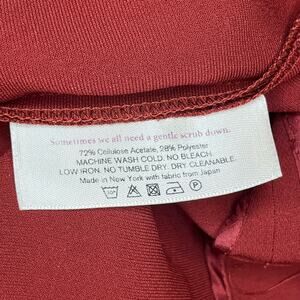 Sometimes we all need a gentle scrub down.
72% Cellulose Acetate, 28% Polyester
MACHINE WASH COLD. NO BLEACH.
LOW IRON. NO TUMBLE DRY. DRY CLEANABLE.
Made in New York with fabric from Japan